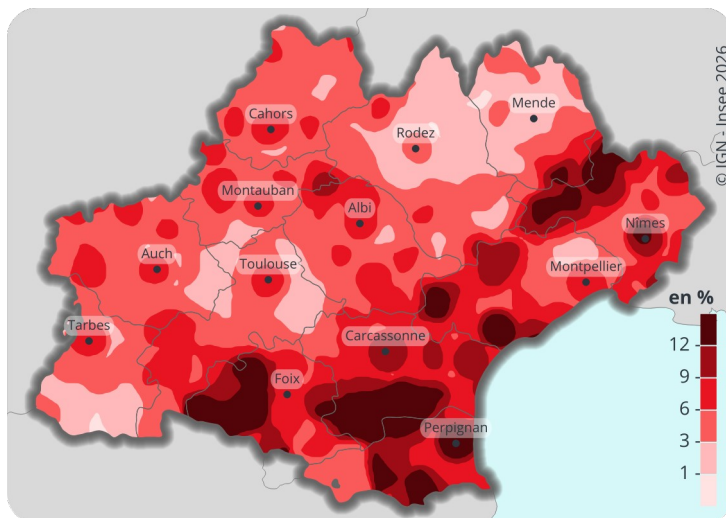 © IGN - Insee 2026
Cahors
Mende
Rodez
Montauban
Albi
Nîmes
Auch
Toulouse
Montpellier
Tarbes
Carcassonne
Foix
Perpignan
en %
12
9
6
3
1